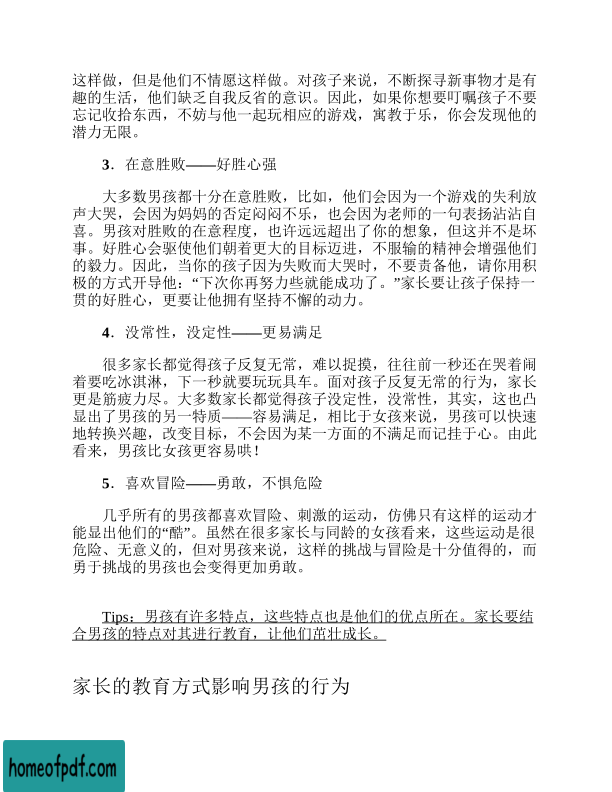 这样做，但是他们不情愿这样做。对孩子来说，不断探寻新事物才是有
趣的生活，他们缺乏自我反省的意识。因此，如果你想要叮嘱孩子不要
忘记收拾东西，不妨与他一起玩相应的游戏，寓教于乐，你会发现他的
潜力无限。
3．在意胜败——好胜心强
大多数男孩都十分在意胜败，比如，他们会因为一个游戏的失利放
声大哭，会因为妈妈的否定闷闷不乐，也会因为老师的一句表扬沾沾自
喜。男孩对胜败的在意程度，也许远远超出了你的想象，但这并不是坏
事。好胜心会驱使他们朝着更大的目标迈进，不服输的精神会增强他们
的毅力。因此，当你的孩子因为失败而大哭时，不要责备他，请你用积
极的方式开导他：“下次你再努力些就能成功了。”家长要让孩子保持一
贯的好胜心，更要让他拥有坚持不懈的动力。
4．没常性，没定性——更易满足
很多家长都觉得孩子反复无常，难以捉摸，往往前一秒还在哭着闹
着要吃冰淇淋，下一秒就要玩玩具车。面对孩子反复无常的行为，家长
更是筋疲力尽。大多数家长都觉得孩子没定性，没常性，其实，这也凸
显出了男孩的另一特质——容易满足，相比于女孩来说，男孩可以快速
地转换兴趣，改变目标，不会因为某一方面的不满足而记挂于心。由此
看来，男孩比女孩更容易哄！
5．喜欢冒险——勇敢，不惧危险
几乎所有的男孩都喜欢冒险、刺激的运动，仿佛只有这样的运动才
能显出他们的“酷”。虽然在很多家长与同龄的女孩看来，这些运动是很
危险、无意义的，但对男孩来说，这样的挑战与冒险是十分值得的，而
勇于挑战的男孩也会变得更加勇敢。
Tips：男孩有许多特点，这些特点也是他们的优点所在。家长要结
合男孩的特点对其进行教育，让他们茁壮成长。
家长的教育方式影响男孩的行为
homeofpdf.com